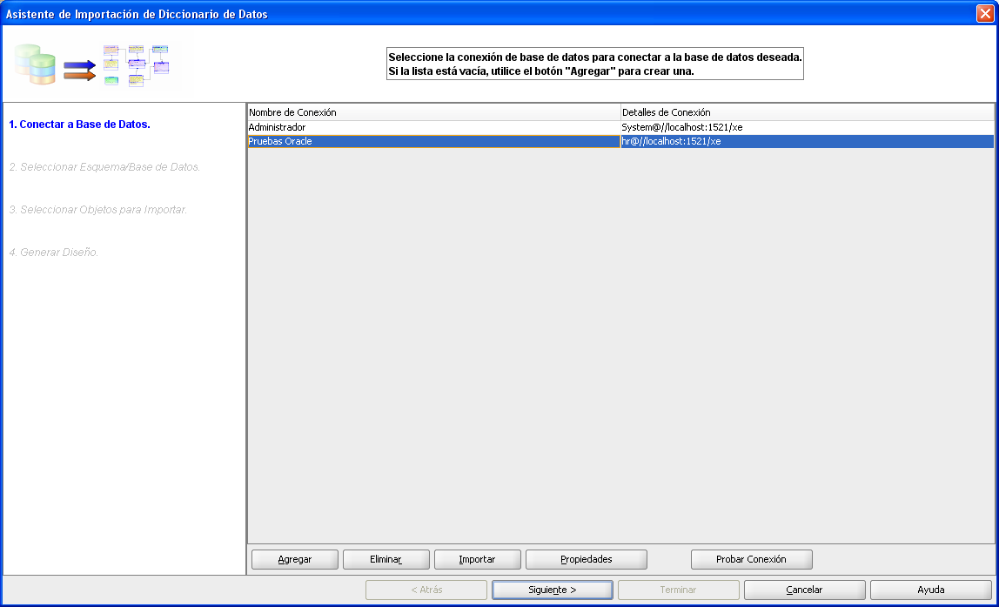 Asistente de Importación de Diccionario de Datos
Seleccione la conexión de base de datos para conectar a la base de datos deseada.
Si la lista está vacía, utilice el botón "Agregar" para crear una.
1. Conectar a Base de Datos.
2. Seleccionar Esquema/Base de Datos.
3. Seleccionar Objetos para Importar.
4. Generar Diseño.
Nombre de Conexión Detalles de Conexión
Administrador System@//localhost:1521/xe
Pruebas Oracle hr@//localhost:1521/xe
Agregar Eliminar Importar Propiedades Probar Conexión
< Atrás Siguiente > Terminar Cancelar Ayuda